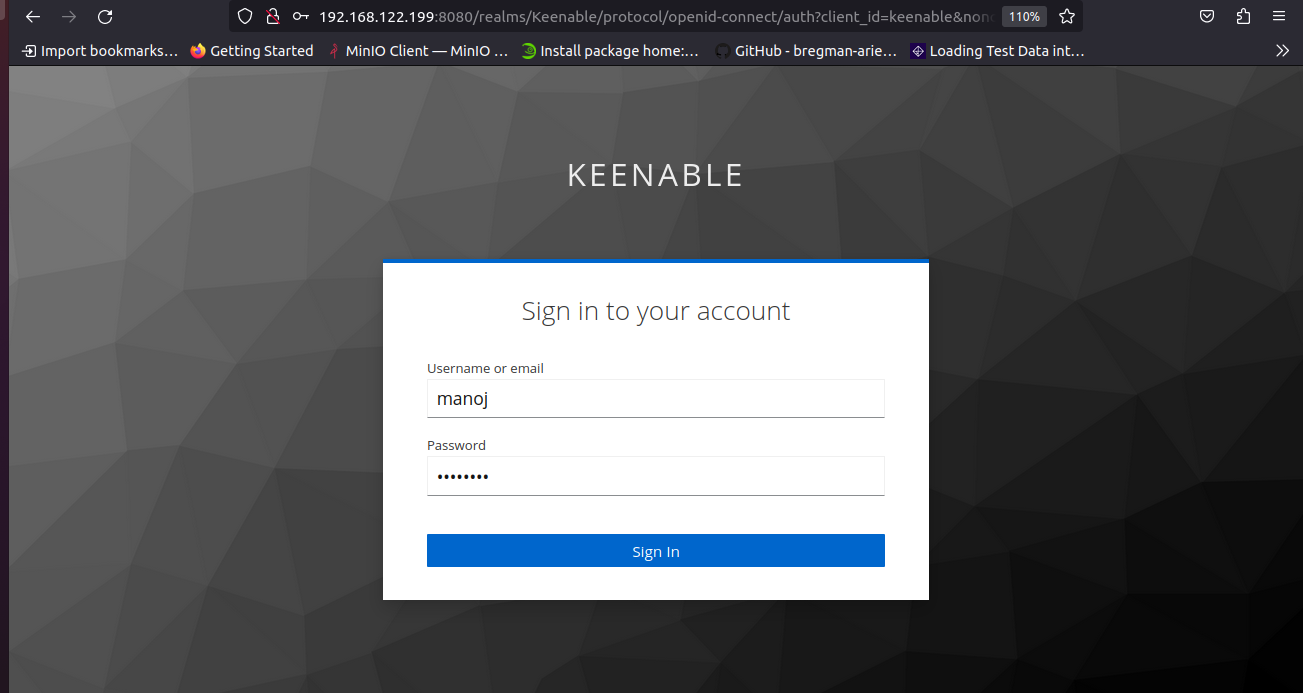 192.168.122.199:8080/realms/Keenable/protocol/openid-connect/auth?client_id=keenable&nonc 110%
Import bookmarks… Getting Started MinIO Client — MinIO … Install package home:… GitHub - bregman-arie… Loading Test Data int…
KEENABLE
Sign in to your account
Username or email
manoj
Password
••••••••
Sign In